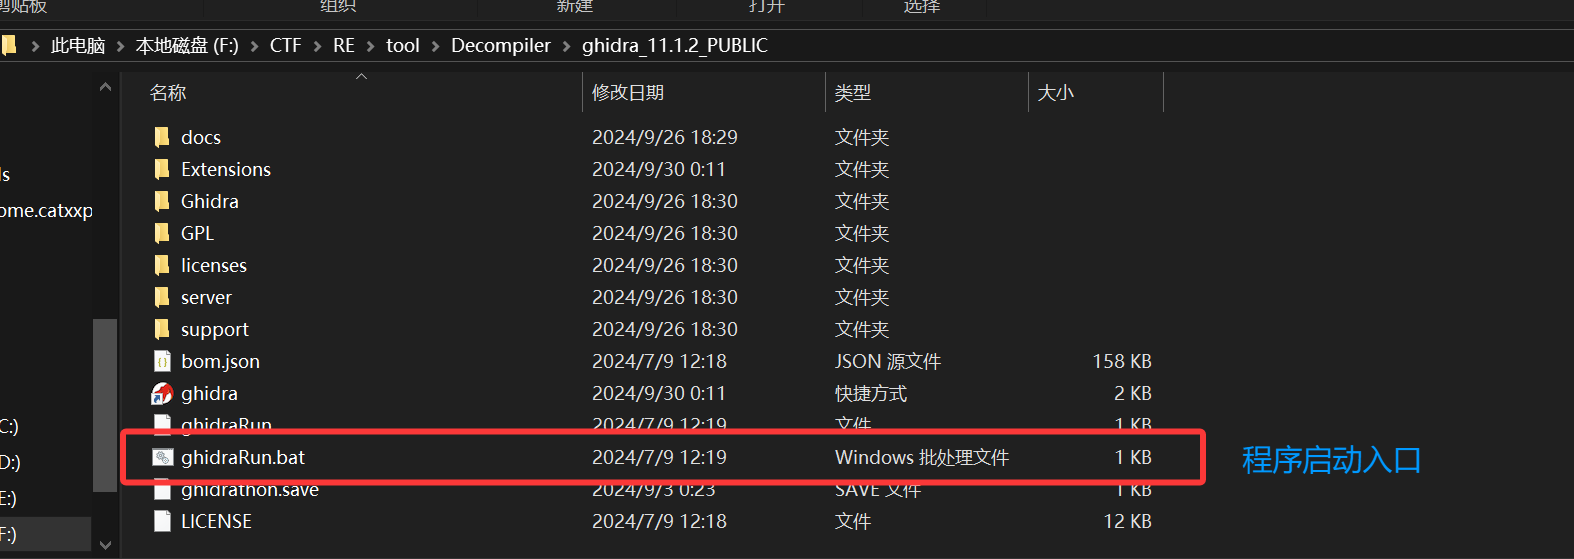 剪贴板 组织 新建 打开 选择
此电脑 本地磁盘 (F:) CTF RE tool Decompiler ghidra_11.1.2_PUBLIC
名称 修改日期 类型 大小
docs 2024/9/26 18:29 文件夹
Extensions 2024/9/30 0:11 文件夹
Ghidra 2024/9/26 18:30 文件夹
GPL 2024/9/26 18:30 文件夹
licenses 2024/9/26 18:30 文件夹
server 2024/9/26 18:30 文件夹
support 2024/9/26 18:30 文件夹
bom.json 2024/7/9 12:18 JSON 源文件 158 KB
ghidra 2024/9/30 0:11 快捷方式 2 KB
ghidraRun 2024/7/9 12:19 文件 1 KB
ghidraRun.bat 2024/7/9 12:19 Windows 批处理文件 1 KB 程序启动入口
ghidrathon.save 2024/9/3 0:23 SAVE 文件 1 KB
LICENSE 2024/7/9 12:18 文件 12 KB
ls
ome.catxxp
C:)
D:)
E:)
F:)